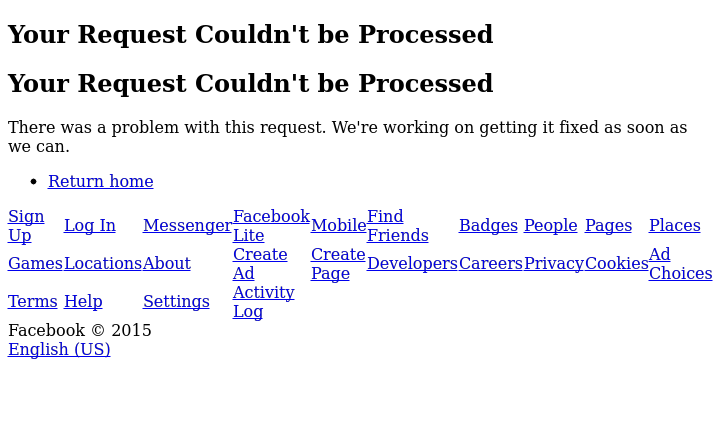 Your Request Couldn't be Processed
Your Request Couldn't be Processed
There was a problem with this request. We're working on getting it fixed as soon as
we can.
Return home
Sign Up Log In Messenger Facebook Lite Mobile Find Friends Badges People Pages Places
Games Locations About Create Ad Create Page Developers Careers Privacy Cookies Ad Choices
Terms Help Settings Activity Log
Facebook © 2015
English (US)